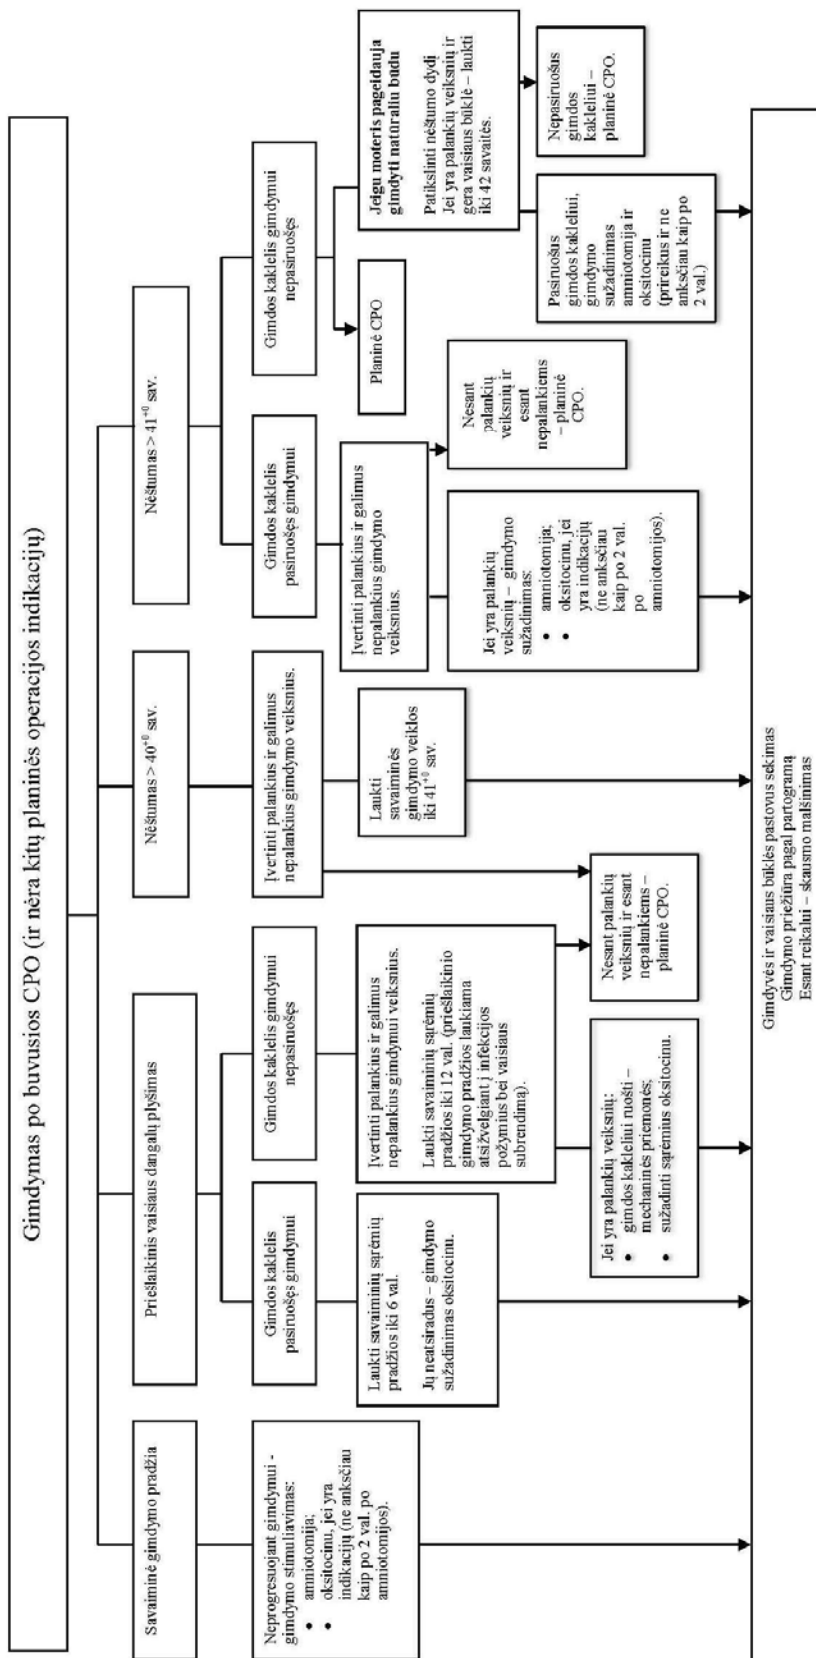 Gimdymas po buvusios CPO (ir nėra kitų planinės operacijos indikacijų)
Savaiminė gimdymo pradžia
Neprogresuojant gimdymui -
gimdymo stimuliavimas:
• amniotomija;
• oksitocinu, jei yra
indikacijų (ne anksčiau
kaip po 2 val. po
amniotomijos).
Priešlaikinis vaisiaus dangalų plyšimas
Gimdos kaklelis
pasiruošęs gimdymui
Laukti savaiminių sąrėmių
pradžios iki 6 val.
Jų neatsiradus – gimdymo
sužadinimas oksitocinu.
Gimdos kaklelis gimdymui
nepasiruošęs
Įvertinti palankius ir galimus
nepalankius gimdymui veiksnius.
Laukti savaiminių sąrėmių
pradžios iki 12 val. (priešlaikinio
gimdymo pradžios laukiama
atsižvelgiant į infekcijos
požymius bei vaisiaus
subrendimą).
Jei yra palankių veiksnių:
• gimdos kakleliui ruošti –
mechaninės priemonės;
• sužadinti sąrėmius oksitocinu.
Nesant palankių
veiksnių ir esant
nepalankiems –
planinė CPO.
Nėštumas > 40⁺⁰ sav.
Įvertinti palankius ir galimus
nepalankius gimdymo veiksnius.
Laukti
savaiminės
gimdymo veiklos
iki 41⁺⁰ sav.
Nėštumas > 41⁺⁰ sav.
Gimdos kaklelis
pasiruošęs gimdymui
Įvertinti palankius ir galimus
nepalankius gimdymo
veiksnius.
Jei yra palankių
veiksnių – gimdymo
sužadinimas:
• amniotomija;
• oksitocinu, jei
yra indikacijų
(ne anksčiau
kaip po 2 val.
po
amniotomijos).
Nesant
palankių
veiksnių ir
esant
nepalankiems
– planinė
CPO.
Gimdos kaklelis gimdymui
nepasiruošęs
Planinė CPO
Jeigu moteris pageidauja
gimdyti natūraliu būdu
Patikslinti nėštumo dydį
Jei yra palankių veiksnių ir
gera vaisiaus būklė – laukti
iki 42 savaitės.
Pasiruošus
gimdos kakleliui,
gimdymo
sužadinimas
amniotomija ir
oksitocinu
(prireikus ir ne
anksčiau kaip po
2 val.)
Nepasiruošus
gimdos
kakleliui –
planinė CPO.
Gimdyvės ir vaisiaus būklės pastovus sekimas
Gimdymo priežiūra pagal partogramą
Esant reikalui – skausmo malšinimas